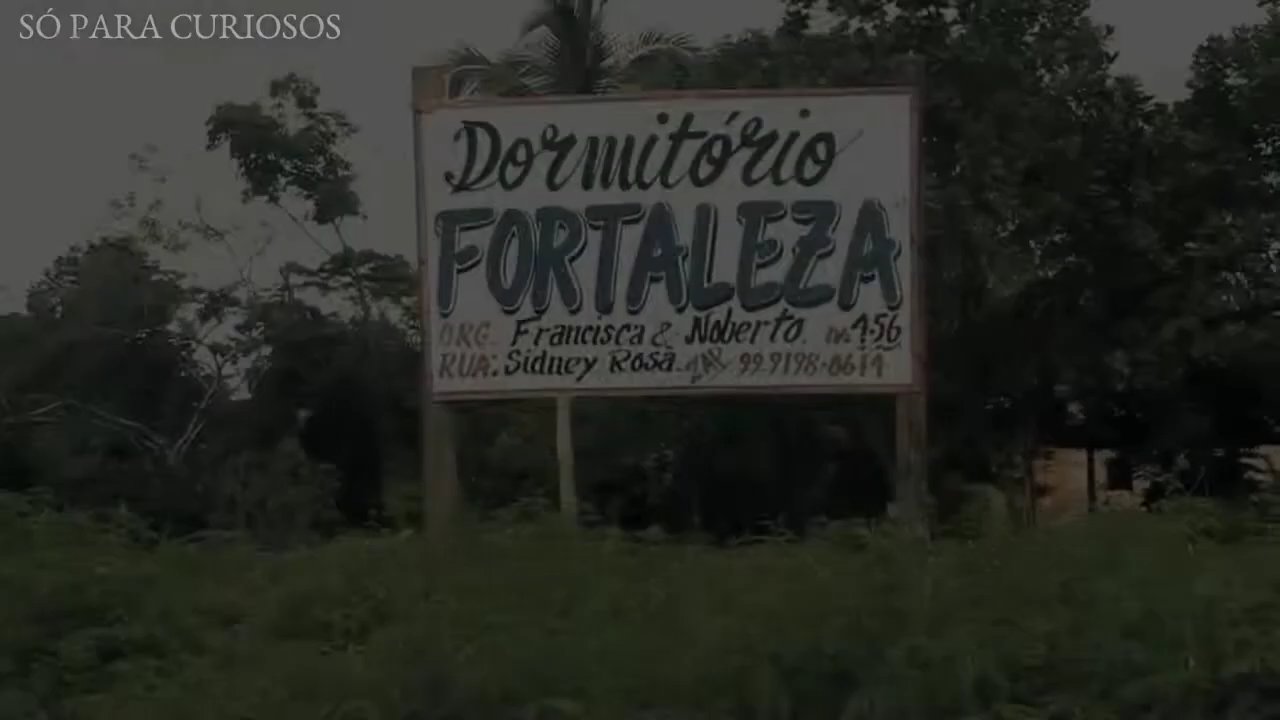 SÓ PARA CURIOSOS
Dormitório
FORTALEZA
ORG. Francisca & Noberto. Nº 456
RUA: Sidney Rosa. 99.9198-8614